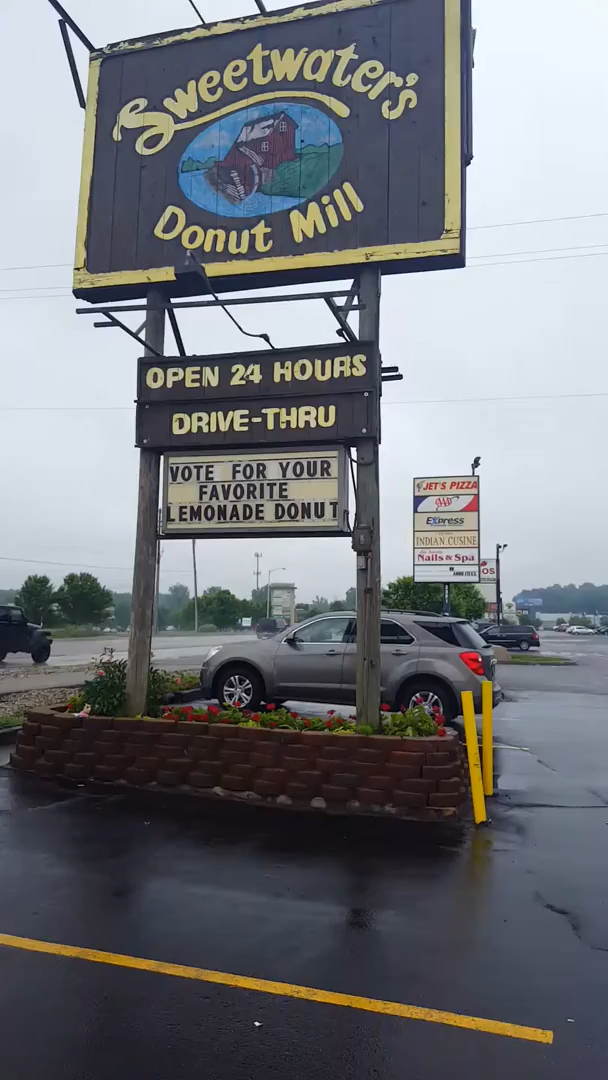 Sweetwater's
Donut Mill
OPEN 24 HOURS
DRIVE-THRU
VOTE FOR YOUR
FAVORITE
LEMONADE DONUT
JET'S PIZZA
AAA
Express
INDIAN CUSINE
Nails & Spa